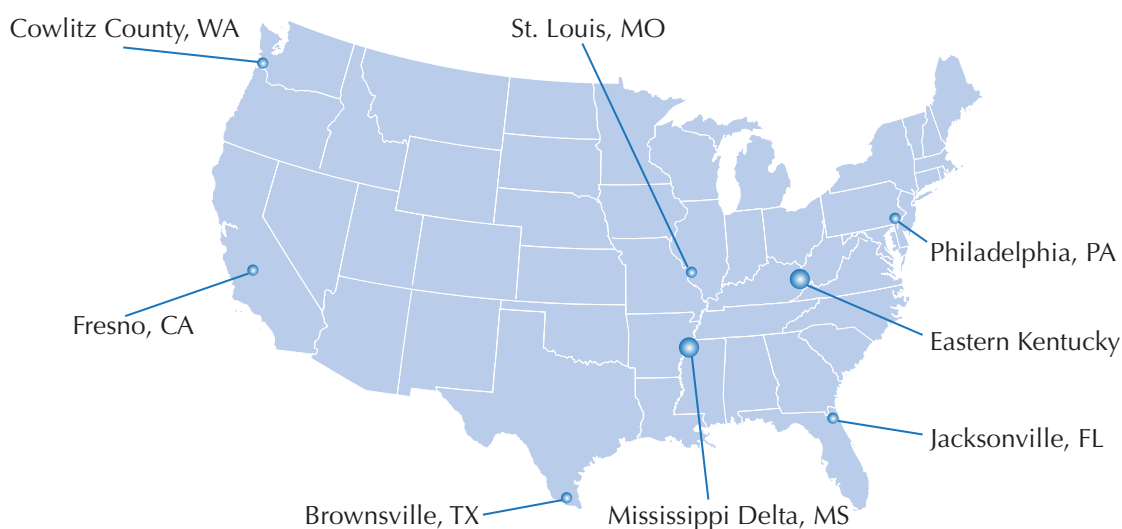 Cowlitz County, WA
St. Louis, MO
Philadelphia, PA
Fresno, CA
Eastern Kentucky
Jacksonville, FL
Brownsville, TX
Mississippi Delta, MS